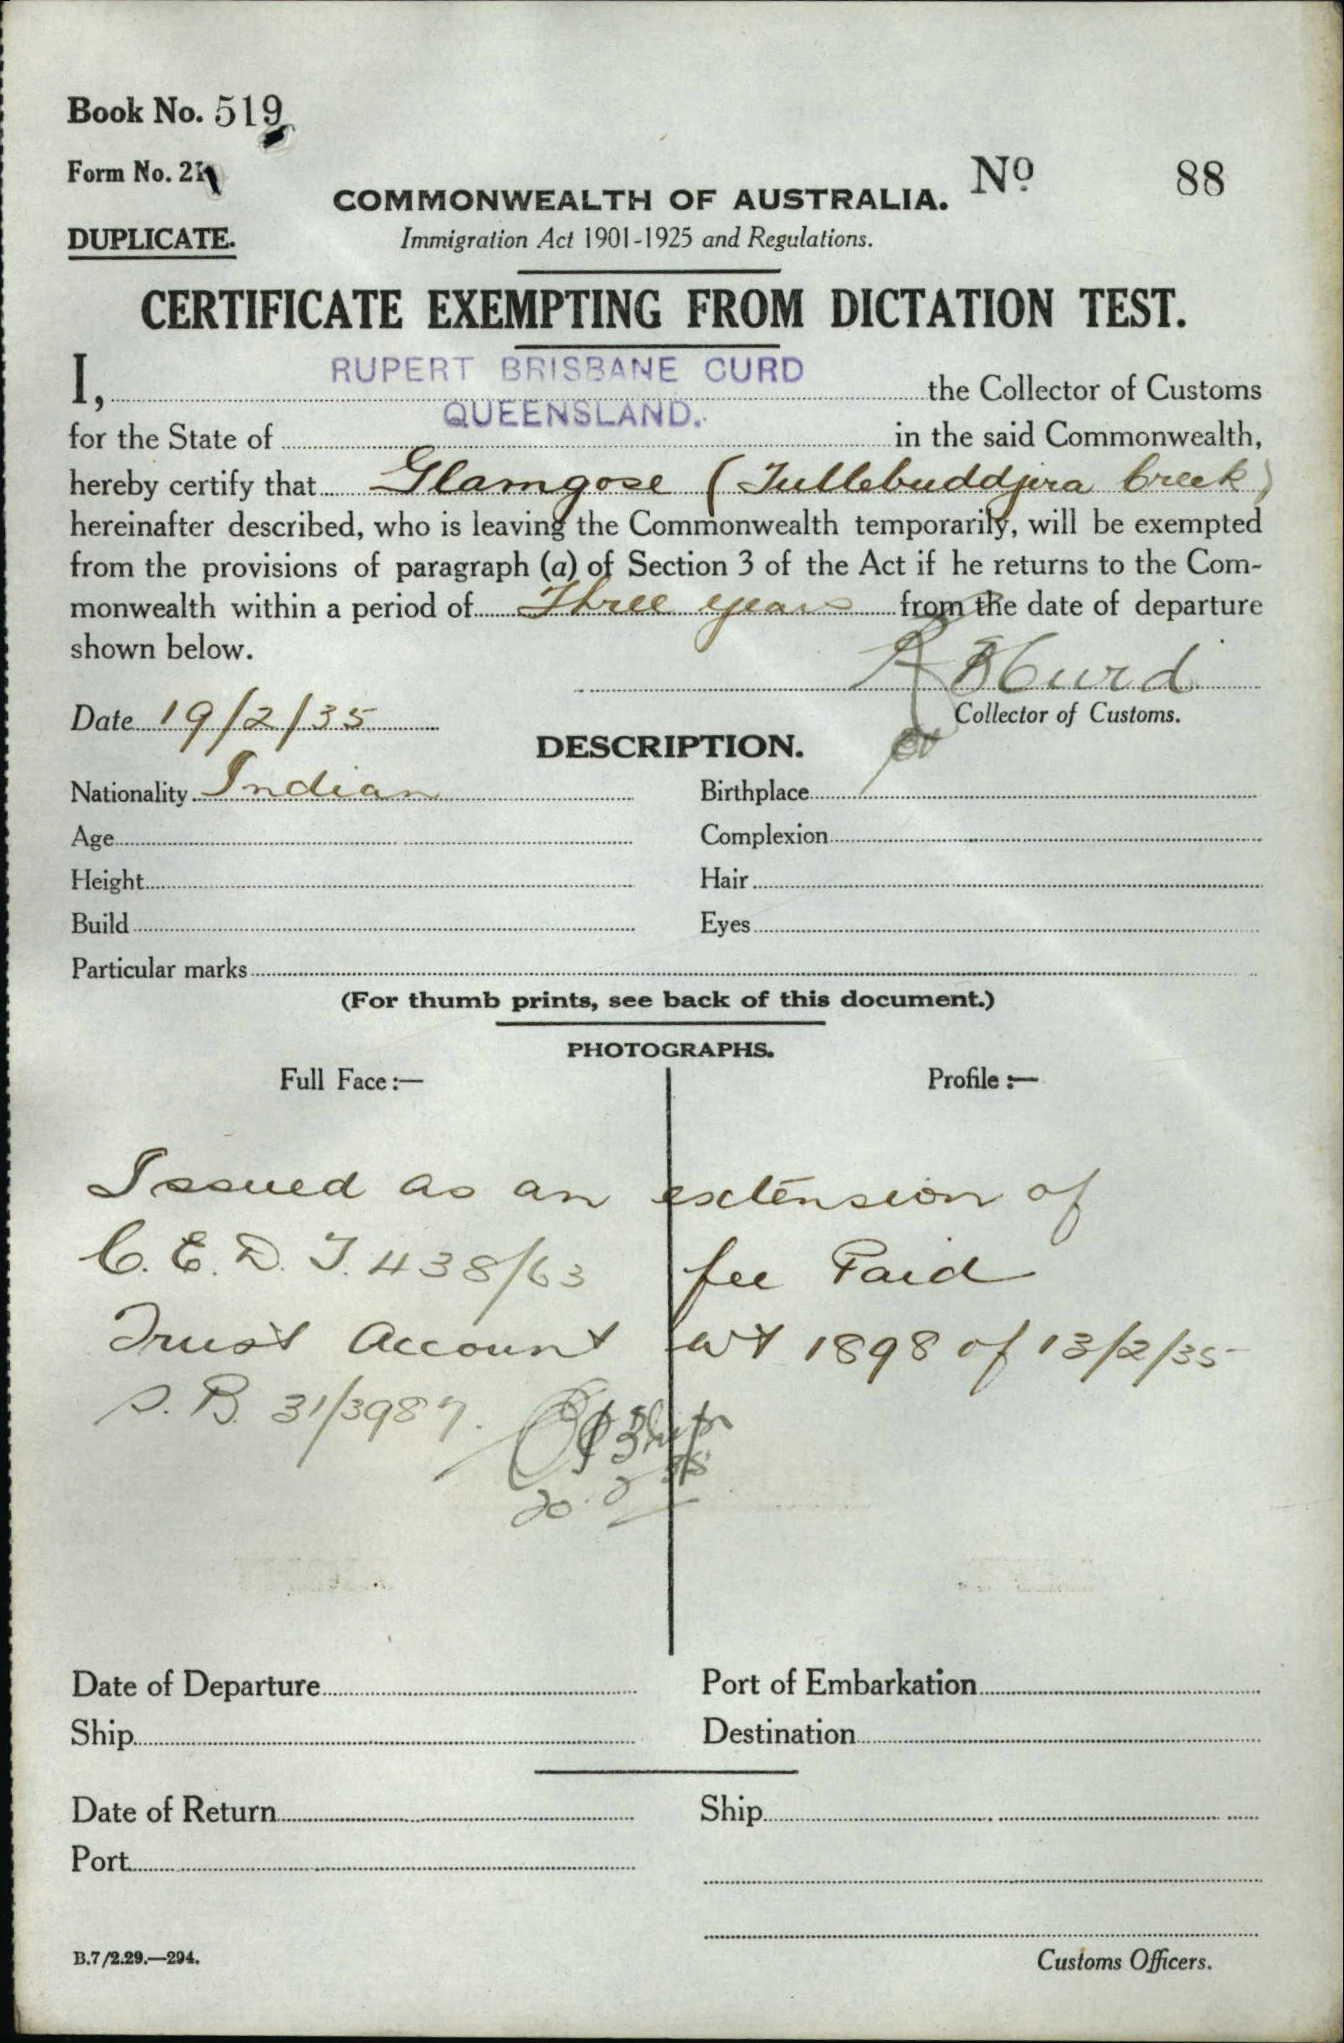 Book No. 519
Form No. 21
COMMONWEALTH OF AUSTRALIA.
No 88
DUPLICATE.
Immigration Act 1901-1925 and Regulations.
CERTIFICATE EXEMPTING FROM DICTATION TEST.
I, RUPERT BRISBANE CURD the Collector of Customs
for the State of QUEENSLAND. in the said Commonwealth,
hereby certify that Glamgose (Tullebuddjera Creek)
hereinafter described, who is leaving the Commonwealth temporarily, will be exempted
from the provisions of paragraph (a) of Section 3 of the Act if he returns to the Com-
monwealth within a period of Three years from the date of departure
shown below.
R B Curd
Date 19/2/35
Collector of Customs.
DESCRIPTION.
Nationality Indian
Birthplace
Age
Complexion
Height
Hair
Build
Eyes
Particular marks
(For thumb prints, see back of this document.)
PHOTOGRAPHS.
Full Face:—
Profile:—
Issued as an extension of
C. E. D. T. 438/63 fee Paid
Trust Account 1898 of 13/2/35
S. B. 31/3987.
20.2.35
Date of Departure
Port of Embarkation
Ship
Destination
Date of Return
Ship
Port
B.7/2.29.—294.
Customs Officers.